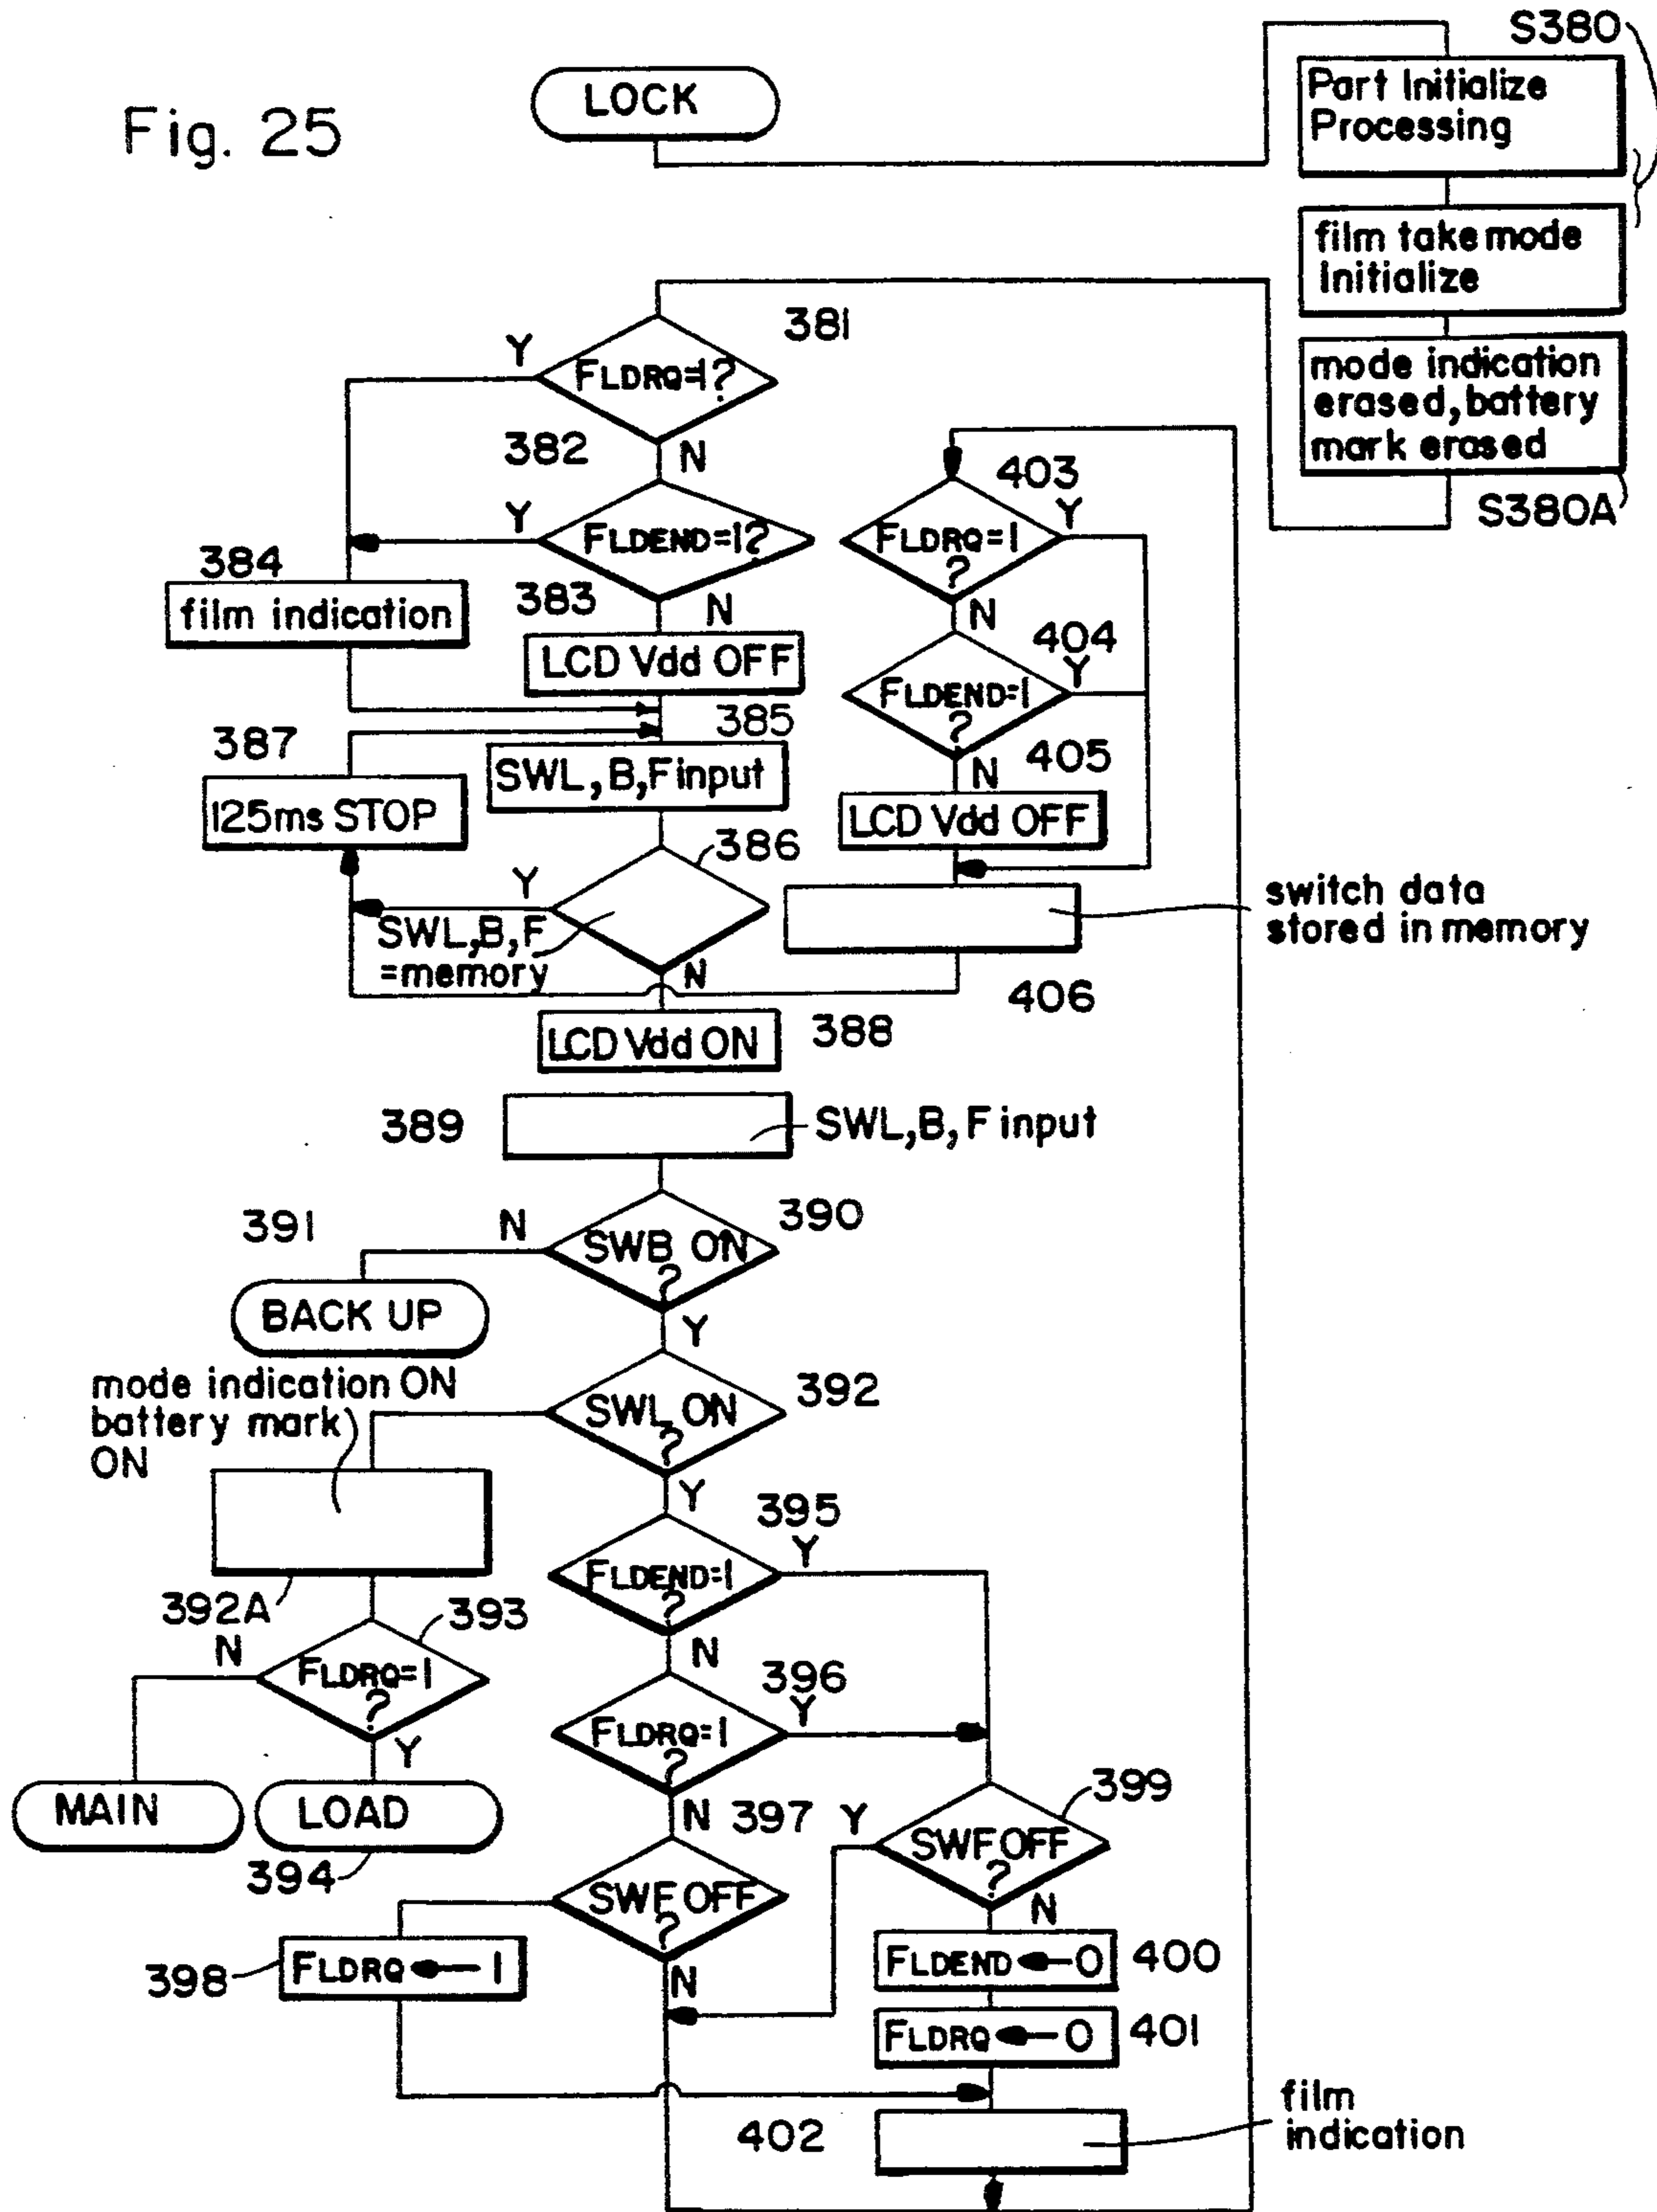 Fig. 25
LOCK
S380
Part Initialize
Processing
film take mode
Initialize
mode indication
erased, battery
mark erased
S380A
381
Y
FLDRQ=1?
N
382
Y
FLDEND=1?
N
384
film indication
383
LCD Vdd OFF
403
Y
FLDRQ=1
?
N
404
Y
FLDEND=1
?
N
405
LCD Vdd OFF
385
SWL, B, F input
387
125ms STOP
386
Y
SWL, B, F
=memory
N
switch data
stored in memory
406
LCD Vdd ON
388
389
SWL, B, F input
390
N
SWB ON
?
Y
391
BACK UP
mode indication ON
battery mark
ON
392
SWL ON
?
Y
392A
395
Y
FLDEND=1
?
N
393
N
FLDRQ=1
?
Y
396
Y
FLDRQ=1
?
N
MAIN
LOAD
394
397
SWF OFF
?
N
399
Y
SWF OFF
?
N
398
FLDRQ ← 1
FLDEND ← 0
400
FLDRQ ← 0
401
402
film
indication